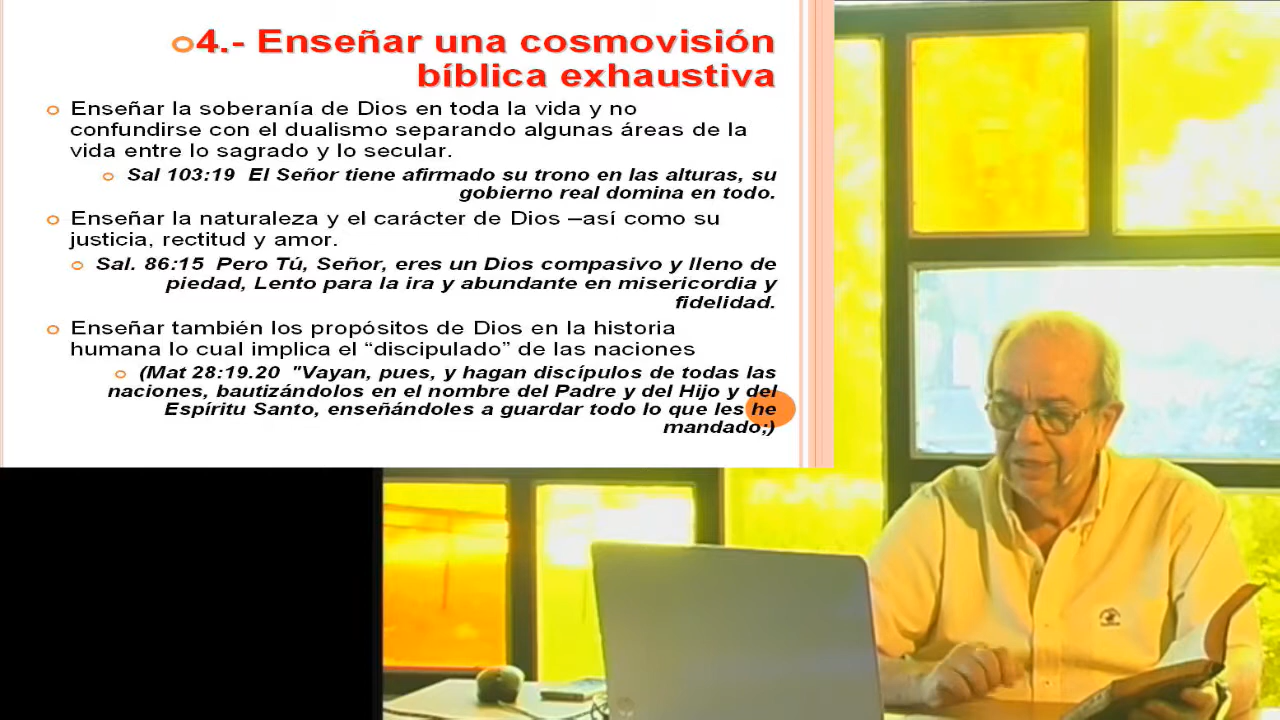 4.- Enseñar una cosmovisión
bíblica exhaustiva
Enseñar la soberanía de Dios en toda la vida y no
confundirse con el dualismo separando algunas áreas de la
vida entre lo sagrado y lo secular.
Sal 103:19 El Señor tiene afirmado su trono en las alturas, su
gobierno real domina en todo.
Enseñar la naturaleza y el carácter de Dios –así como su
justicia, rectitud y amor.
Sal. 86:15 Pero Tú, Señor, eres un Dios compasivo y lleno de
piedad, Lento para la ira y abundante en misericordia y
fidelidad.
Enseñar también los propósitos de Dios en la historia
humana lo cual implica el “discipulado” de las naciones
(Mat 28:19.20 "Vayan, pues, y hagan discípulos de todas las
naciones, bautizándolos en el nombre del Padre y del Hijo y del
Espíritu Santo, enseñándoles a guardar todo lo que les he
mandado;)